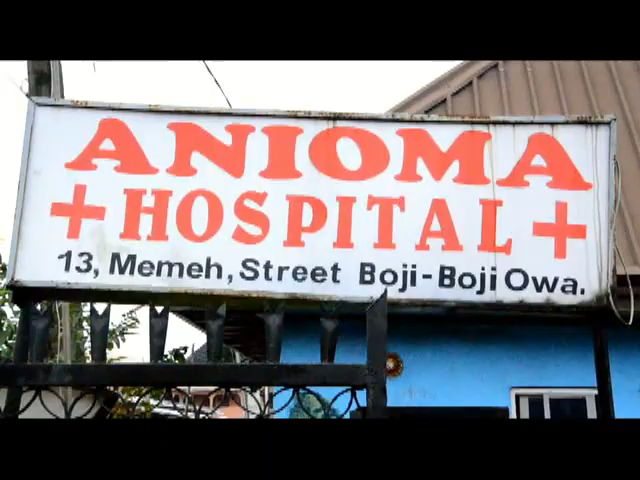 ANIOMA
+ HOSPITAL +
13, Memeh, Street Boji-Boji Owa.